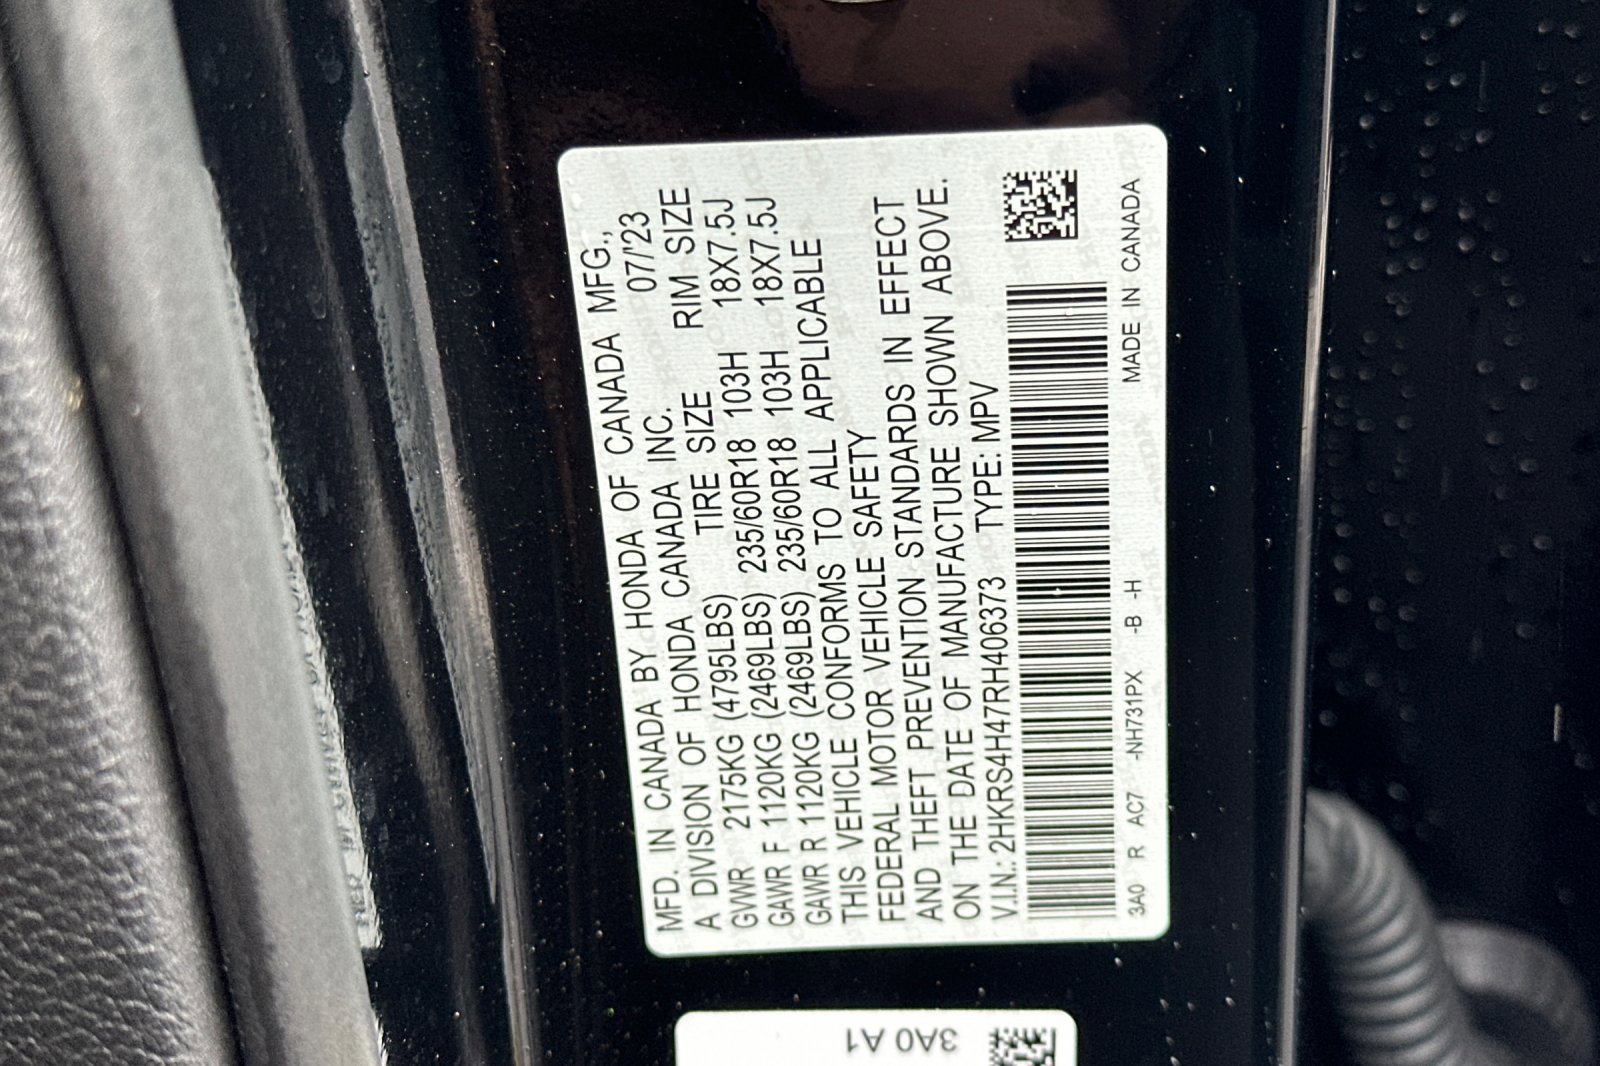 MFD. IN CANADA BY HONDA OF CANADA MFG.,
A DIVISION OF HONDA CANADA INC. 07/'23
GVWR 2175KG (4795LBS) TIRE SIZE RIM SIZE
GAWR F 1120KG (2469LBS) 235/60R18 103H 18X7.5J
GAWR R 1120KG (2469LBS) 235/60R18 103H 18X7.5J
THIS VEHICLE CONFORMS TO ALL APPLICABLE
FEDERAL MOTOR VEHICLE SAFETY
AND THEFT PREVENTION STANDARDS IN EFFECT
ON THE DATE OF MANUFACTURE SHOWN ABOVE.
V.I.N.: 2HKRS4H47RH406373 TYPE: MPV
3A0 R AC7 -NH731PX -B -H MADE IN CANADA
3A0 A1